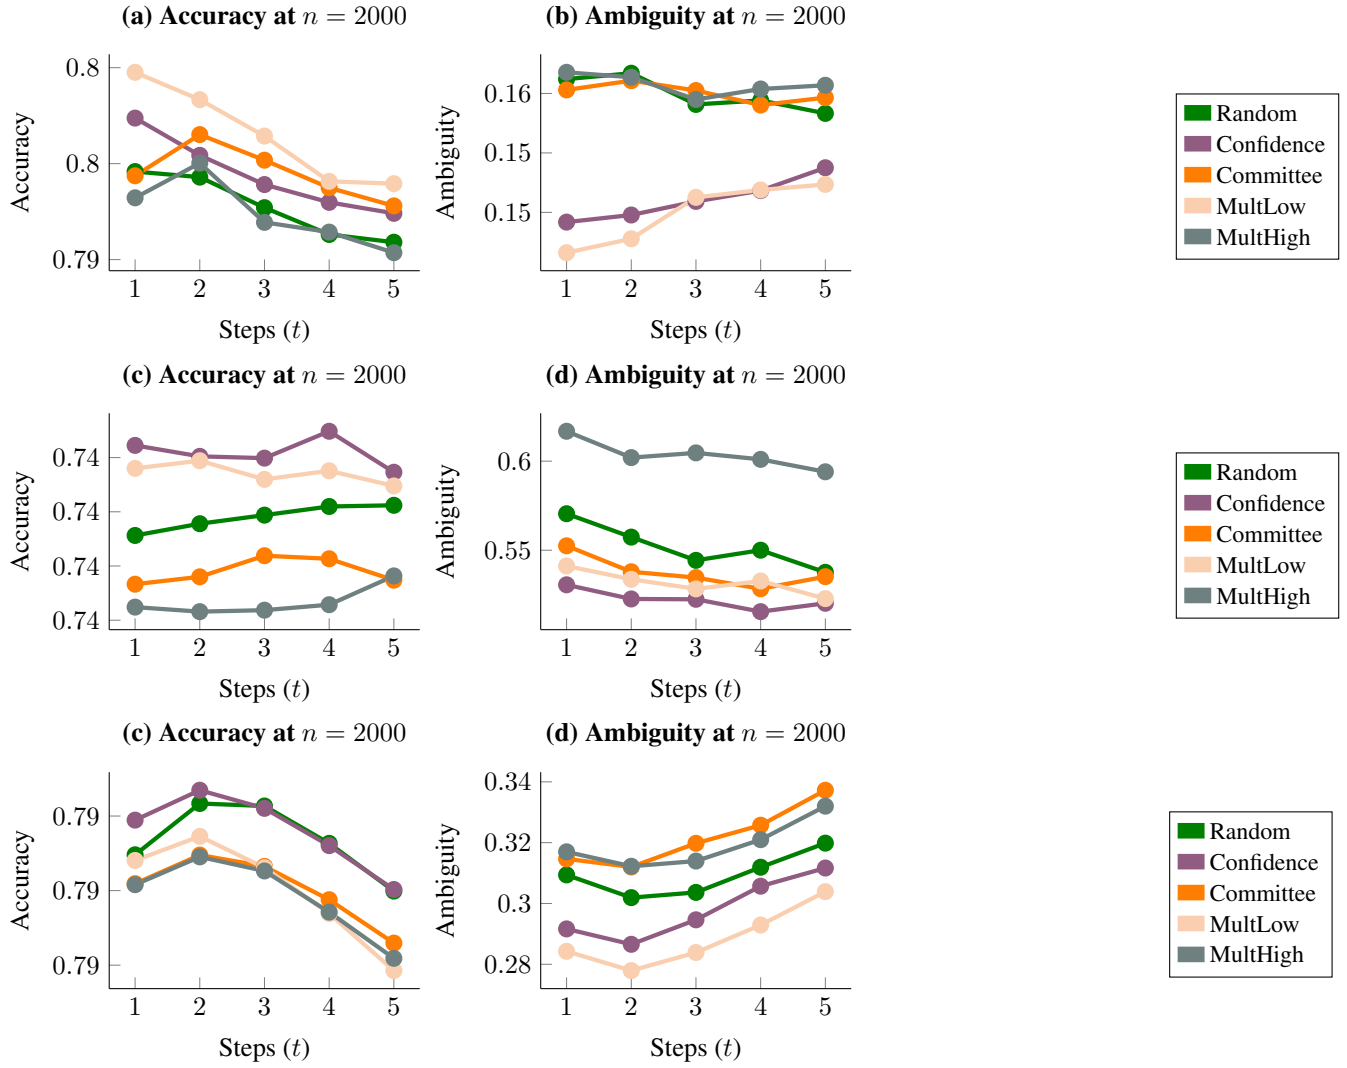 (a) Accuracy at n = 2000
0.8
0.8
0.79
Accuracy
1 2 3 4 5
Steps (t)
(b) Ambiguity at n = 2000
0.16
0.15
0.15
Ambiguity
1 2 3 4 5
Steps (t)
Random
Confidence
Committee
MultLow
MultHigh
(c) Accuracy at n = 2000
0.74
0.74
0.74
0.74
Accuracy
1 2 3 4 5
Steps (t)
(d) Ambiguity at n = 2000
0.6
0.55
Ambiguity
1 2 3 4 5
Steps (t)
Random
Confidence
Committee
MultLow
MultHigh
(c) Accuracy at n = 2000
0.79
0.79
0.79
Accuracy
1 2 3 4 5
Steps (t)
(d) Ambiguity at n = 2000
0.34
0.32
0.3
0.28
Ambiguity
1 2 3 4 5
Steps (t)
Random
Confidence
Committee
MultLow
MultHigh